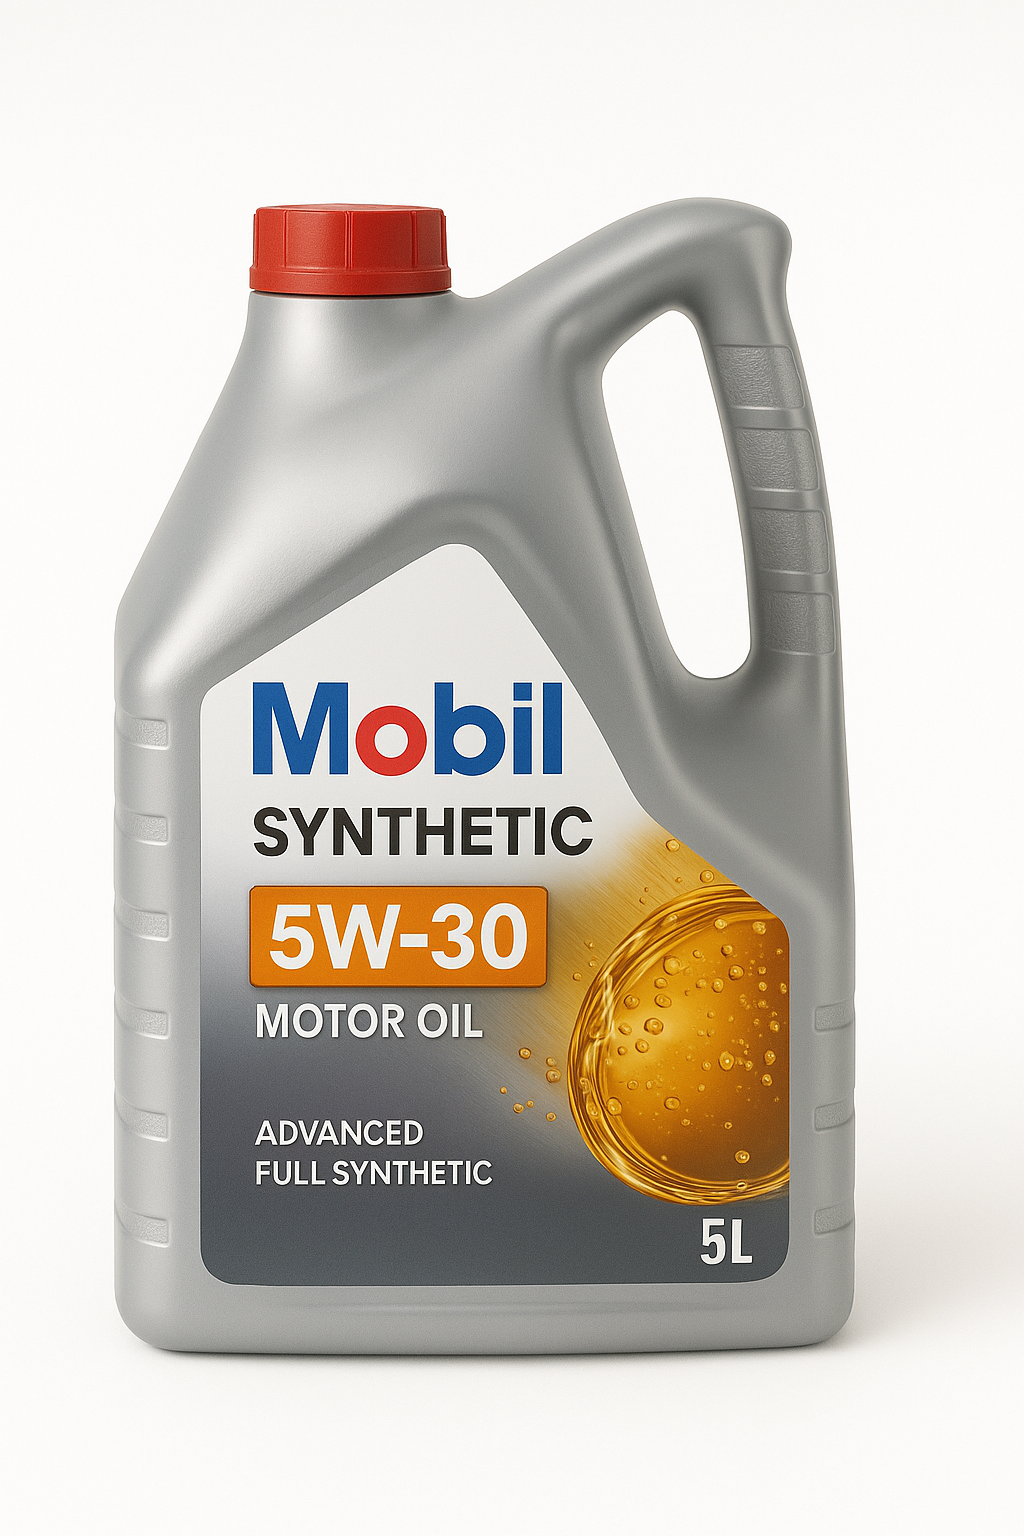 Mobil
SYNTHETIC
5W-30
MOTOR OIL
ADVANCED
FULL SYNTHETIC
5L